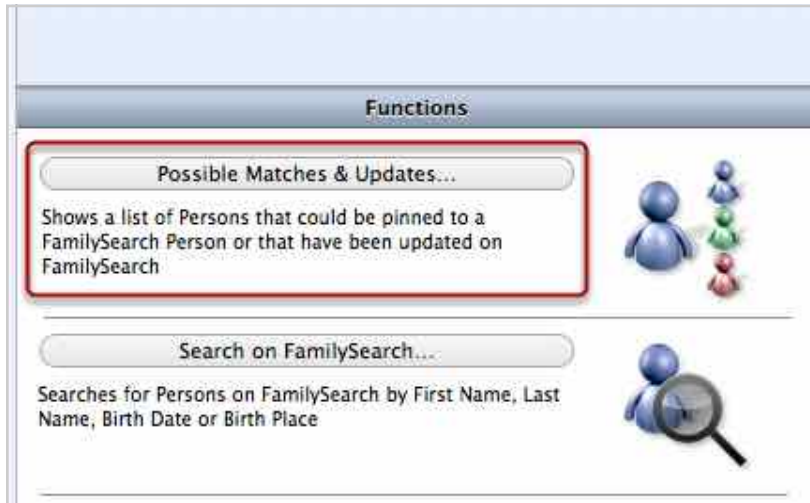 Functions
Possible Matches & Updates...
Shows a list of Persons that could be pinned to a
FamilySearch Person or that have been updated on
FamilySearch
Search on FamilySearch...
Searches for Persons on FamilySearch by First Name, Last
Name, Birth Date or Birth Place